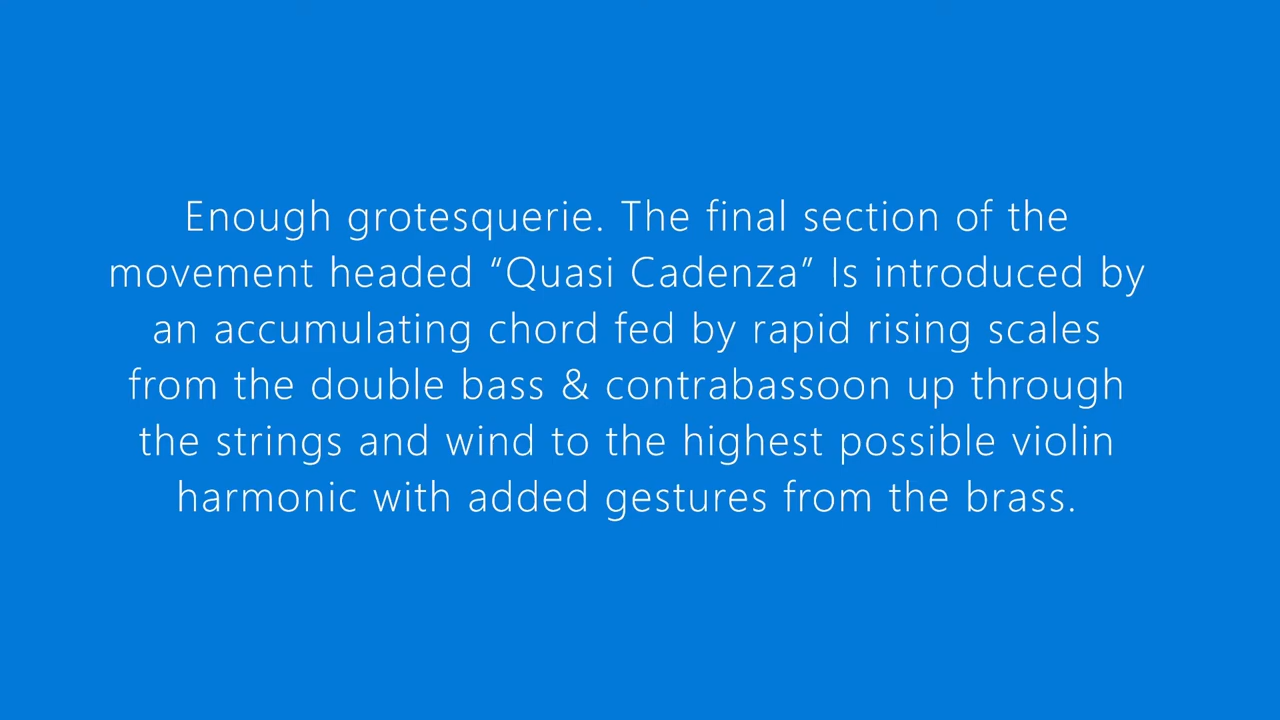 Enough grotesquerie. The final section of the
movement headed “Quasi Cadenza” Is introduced by
an accumulating chord fed by rapid rising scales
from the double bass & contrabassoon up through
the strings and wind to the highest possible violin
harmonic with added gestures from the brass.